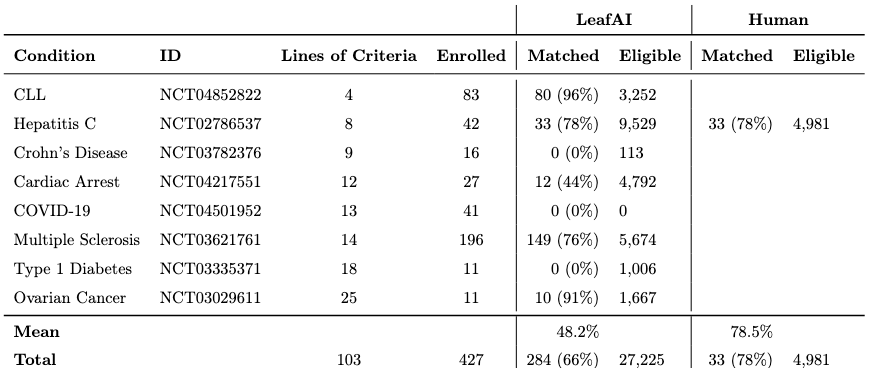 LeafAI Human
Condition ID Lines of Criteria Enrolled Matched Eligible Matched Eligible
CLL NCT04852822 4 83 80 (96%) 3,252
Hepatitis C NCT02786537 8 42 33 (78%) 9,529 33 (78%) 4,981
Crohn's Disease NCT03782376 9 16 0 (0%) 113
Cardiac Arrest NCT04217551 12 27 12 (44%) 4,792
COVID-19 NCT04501952 13 41 0 (0%) 0
Multiple Sclerosis NCT03621761 14 196 149 (76%) 5,674
Type 1 Diabetes NCT03335371 18 11 0 (0%) 1,006
Ovarian Cancer NCT03029611 25 11 10 (91%) 1,667
Mean 48.2% 78.5%
Total 103 427 284 (66%) 27,225 33 (78%) 4,981